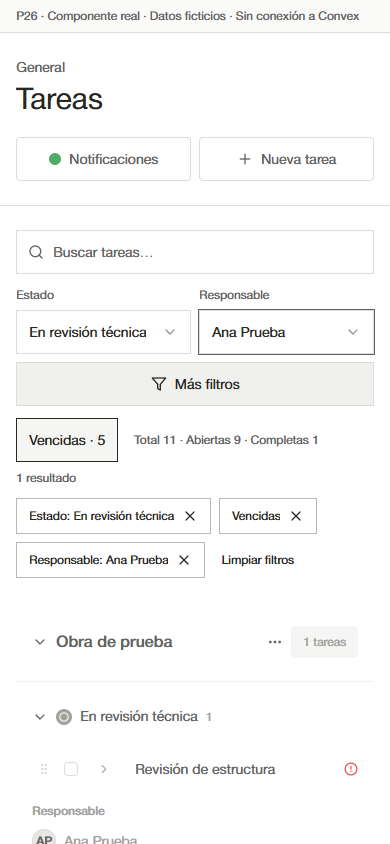 P26 · Componente real · Datos ficticios · Sin conexión a Convex
General
Tareas
Notificaciones
Nueva tarea
Buscar tareas...
Estado
Responsable
En revisión técnica
Ana Prueba
Más filtros
Vencidas · 5
Total 11 · Abiertas 9 · Completas 1
1 resultado
Estado: En revisión técnica
Vencidas
Responsable: Ana Prueba
Limpiar filtros
Obra de prueba
1 tareas
En revisión técnica 1
Revisión de estructura
Responsable
AP Ana Prueba